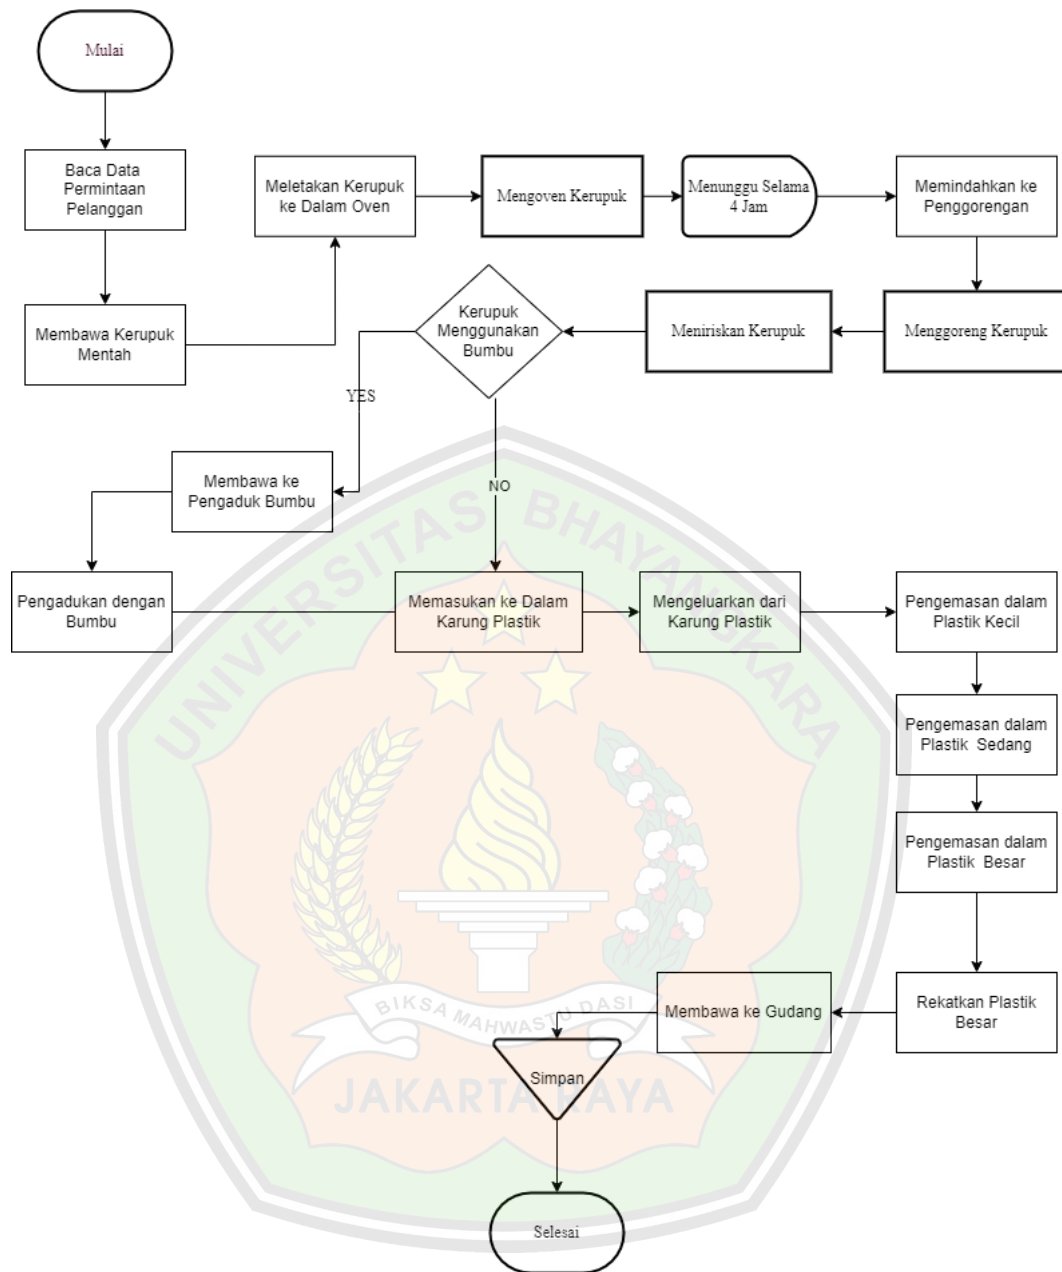 Mulai
Baca Data
Permintaan
Pelanggan
Membawa Kerupuk
Mentah
Meletakan Kerupuk
ke Dalam Oven
Mengoven Kerupuk
Menunggu Selama
4 Jam
Memindahkan ke
Penggorengan
Menggoreng Kerupuk
Meniriskan Kerupuk
Kerupuk
Menggunakan
Bumbu
YES
NO
Membawa ke
Pengaduk Bumbu
Pengadukan dengan
Bumbu
Memasukan ke Dalam
Karung Plastik
Mengeluarkan dari
Karung Plastik
Pengemasan dalam
Plastik Kecil
Pengemasan dalam
Plastik Sedang
Pengemasan dalam
Plastik Besar
Rekatkan Plastik
Besar
Membawa ke Gudang
Simpan
Selesai
UNIVERSITAS BHAYANGKARA
BIKSA MAHWASTU DASI
JAKARTA RAYA